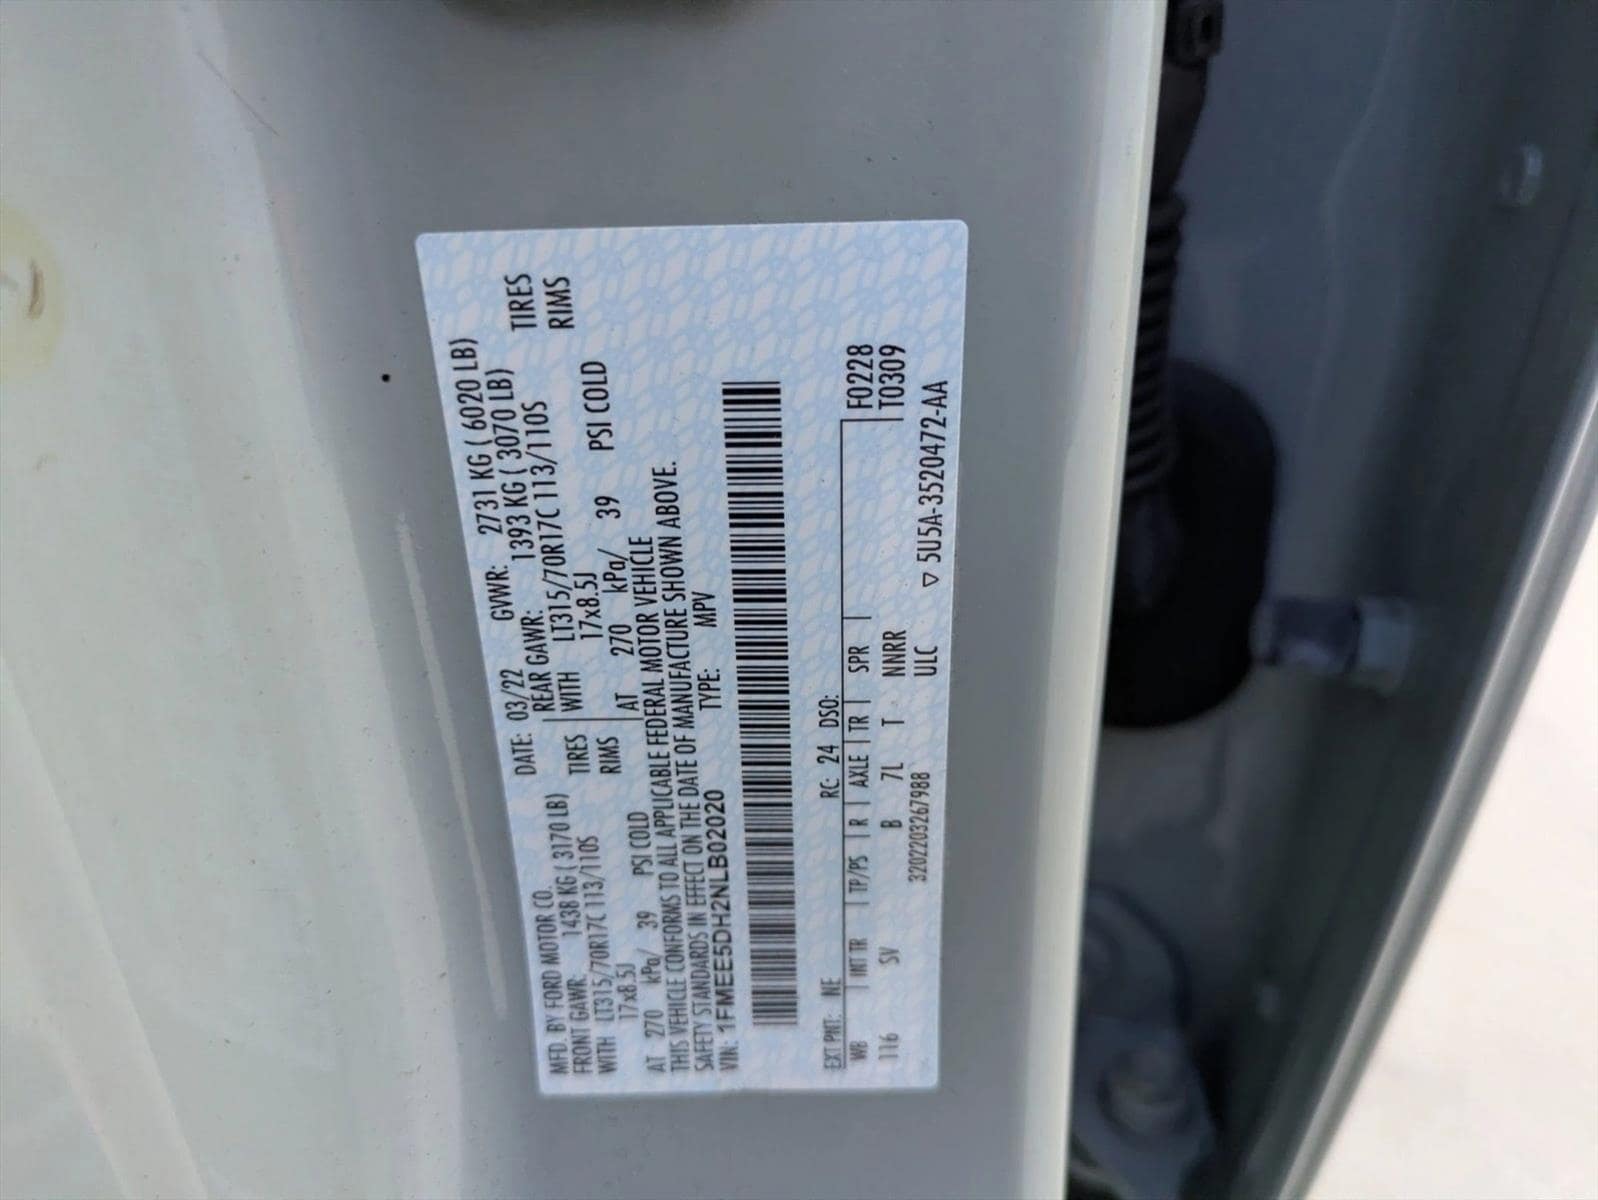 MFD. BY FORD MOTOR CO. DATE: 03/22 GVWR: 2731 KG ( 6020 LB)
FRONT GAWR: 1438 KG ( 3170 LB) REAR GAWR: 1393 KG ( 3070 LB)
WITH LT315/70R17C 113/110S TIRES WITH LT315/70R17C 113/110S TIRES
17x8.5J RIMS 17x8.5J RIMS
AT 270 kPa/ 39 PSI COLD AT 270 kPa/ 39 PSI COLD
THIS VEHICLE CONFORMS TO ALL APPLICABLE FEDERAL MOTOR VEHICLE
SAFETY STANDARDS IN EFFECT ON THE DATE OF MANUFACTURE SHOWN ABOVE.
VIN: 1FMEE5DH2NLB02020 TYPE: MPV
EXT PNT: NE RC: 24 DSO: F0228
WB | INT TR | TP/PS | R | AXLE | TR | SPR | T0309
116 SV B 7L T NNRR
3202203267988 ULC ▽ 5U5A-3520472-AA